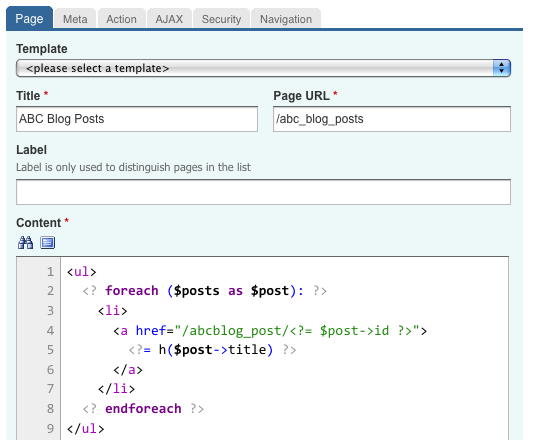 Page Meta Action AJAX Security Navigation
Template
<please select a template>
Title * Page URL *
ABC Blog Posts /abc_blog_posts
Label
Label is only used to distinguish pages in the list
Content *
1 <ul>
2 <? foreach ($posts as $post): ?>
3 <li>
4 <a href="/abcblog_post/<?= $post->id ?>">
5 <?= h($post->title) ?>
6 </a>
7 </li>
8 <? endforeach ?>
9 </ul>